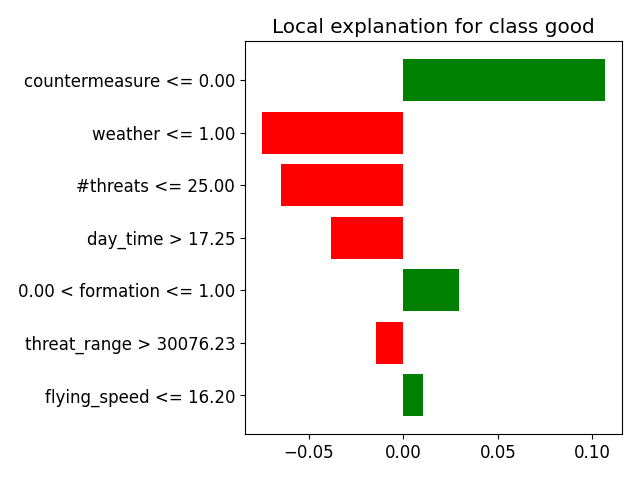 Local explanation for class good
countermeasure <= 0.00
weather <= 1.00
#threats <= 25.00
day_time > 17.25
0.00 < formation <= 1.00
threat_range > 30076.23
flying_speed <= 16.20
−0.05 0.00 0.05 0.10